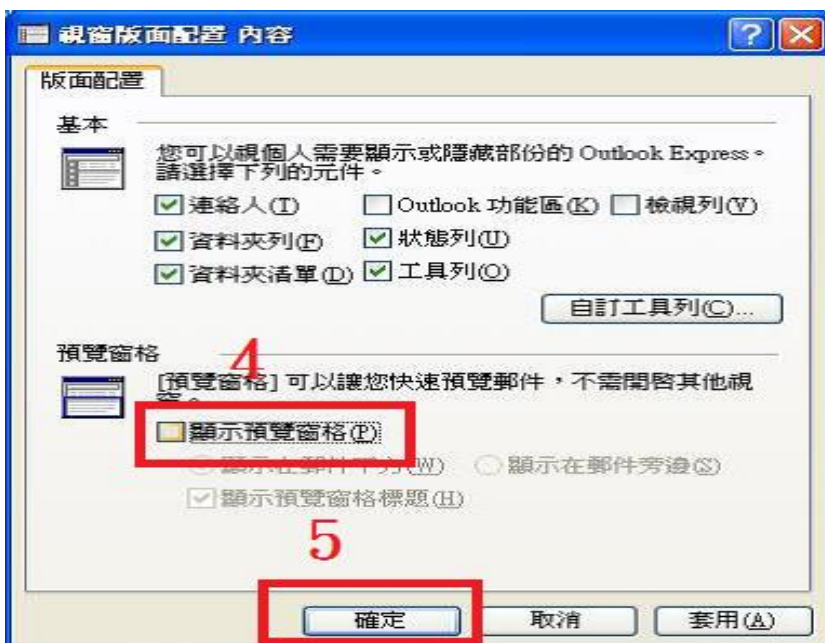 視窗版面配置 內容
版面配置
基本
您可以視個人需要顯示或隱藏部份的 Outlook Express。
請選擇下列的元件。
連絡人(T) Outlook 功能區(K) 檢視列(V)
資料夾列(F) 狀態列(U)
資料夾清單(D) 工具列(O)
自訂工具列(C)...
預覽窗格
4
[預覽窗格] 可以讓您快速預覽郵件，不需開啓其他視
窗。
顯示預覽窗格(P)
顯示在郵件下方(W) 顯示在郵件旁邊(S)
顯示預覽窗格標題(H)
5
確定 取消 套用(A)